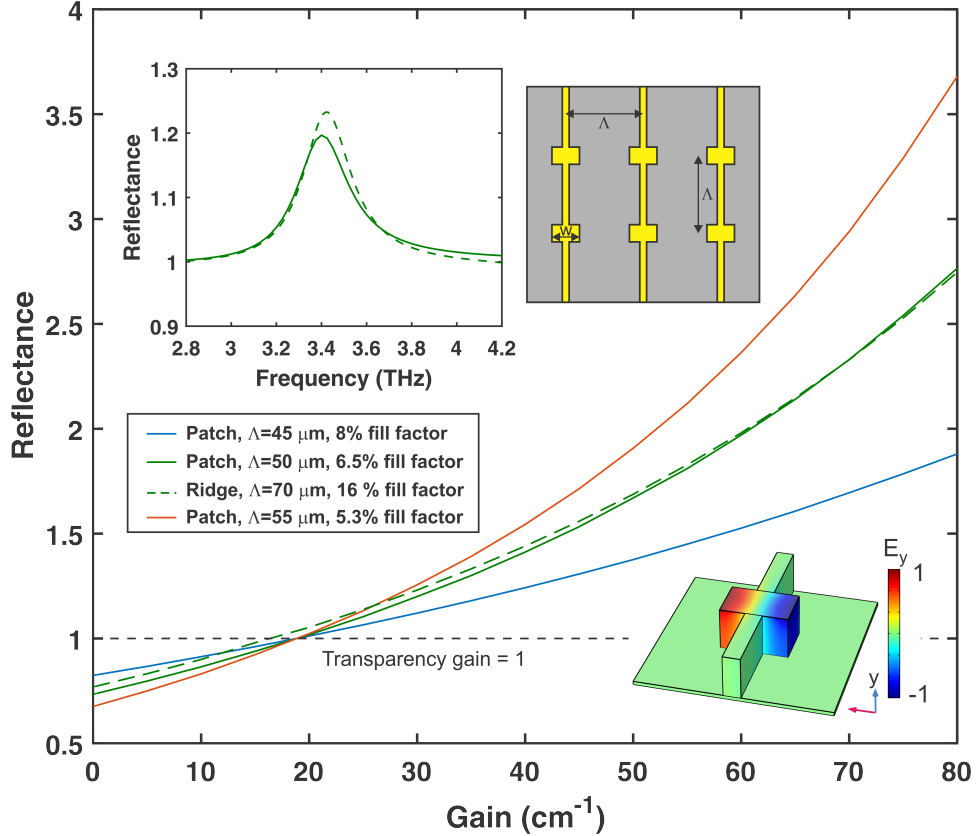 4
3.5
3
2.5
2
1.5
1
0.5
Reflectance
0 10 20 30 40 50 60 70 80
Gain (cm⁻¹)
1.3
1.2
1.1
1
0.9
Reflectance
2.8 3 3.2 3.4 3.6 3.8 4 4.2
Frequency (THz)
Λ
Λ
w
Patch, Λ=45 μm, 8% fill factor
Patch, Λ=50 μm, 6.5% fill factor
Ridge, Λ=70 μm, 16 % fill factor
Patch, Λ=55 μm, 5.3% fill factor
Transparency gain = 1
E_y
1
-1
y